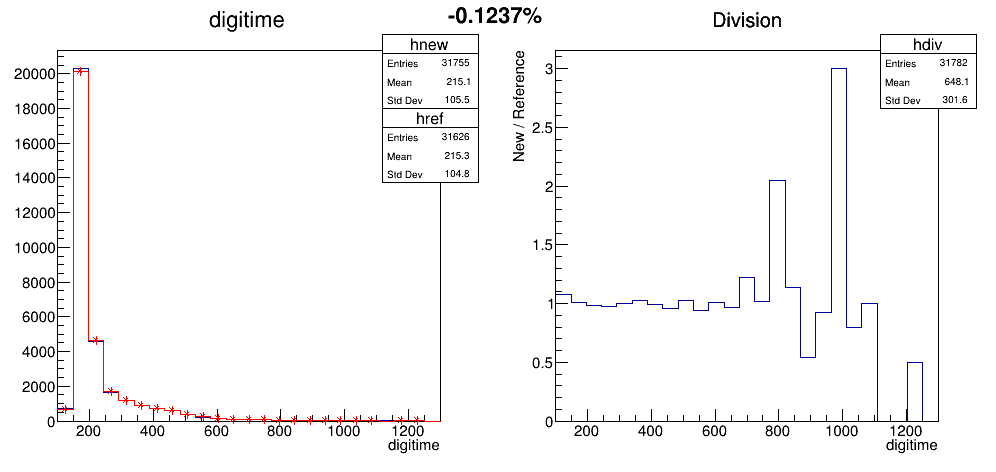 -0.1237%
digitime
hnew
Entries 31755
Mean 215.1
Std Dev 105.5
href
Entries 31626
Mean 215.3
Std Dev 104.8
20000
18000
16000
14000
12000
10000
8000
6000
4000
2000
0
200 400 600 800 1000 1200
digitime
Division
hdiv
Entries 31782
Mean 648.1
Std Dev 301.6
New / Reference
3
2.5
2
1.5
1
0.5
0
200 400 600 800 1000 1200
digitime